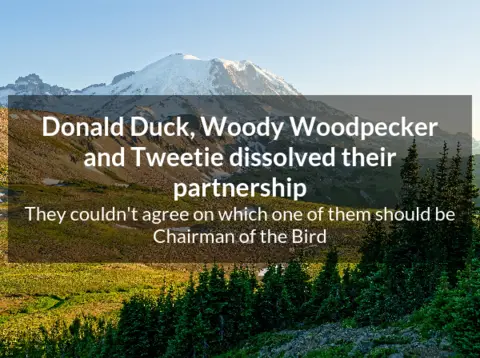 Donald Duck, Woody Woodpecker
and Tweetie dissolved their
partnership
They couldn't agree on which one of them should be
Chairman of the Bird